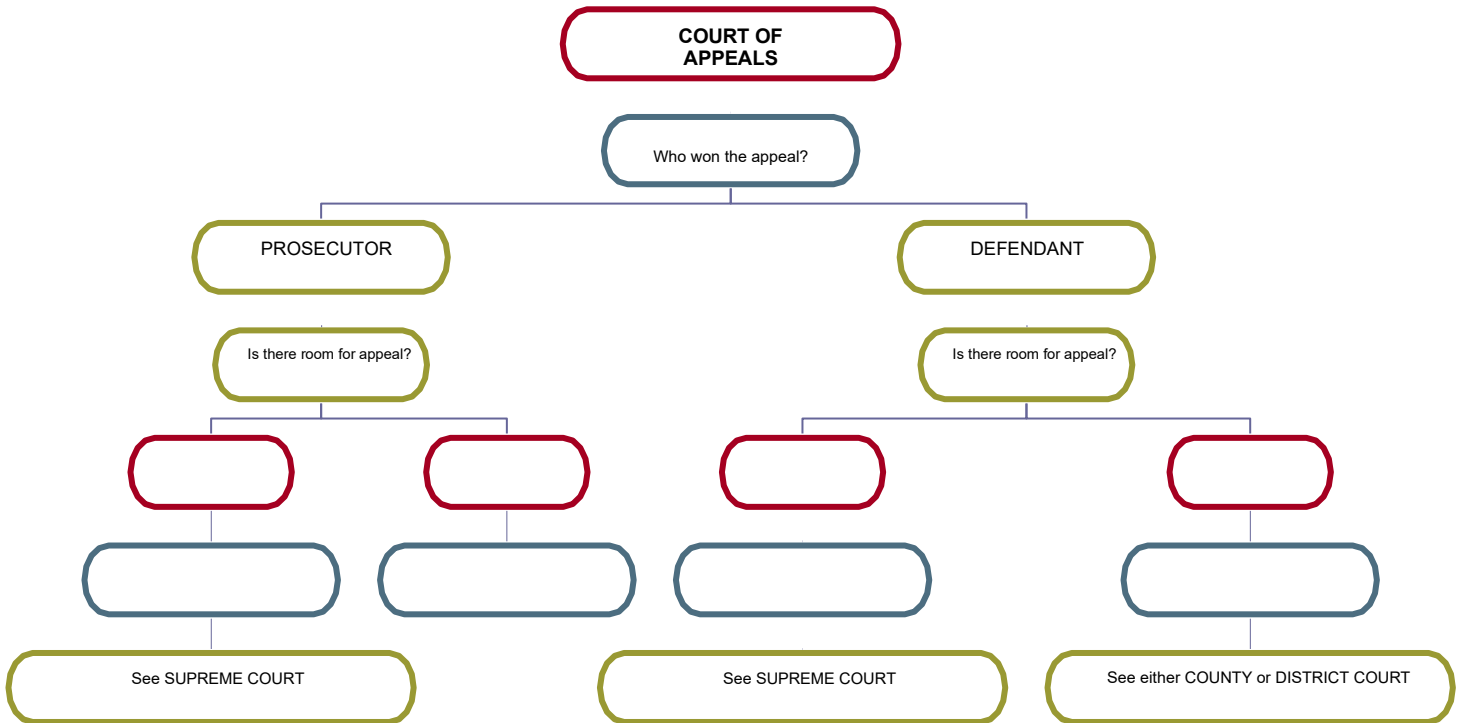 COURT OF
APPEALS
Who won the appeal?
PROSECUTOR
DEFENDANT
Is there room for appeal?
Is there room for appeal?
See SUPREME COURT
See SUPREME COURT
See either COUNTY or DISTRICT COURT